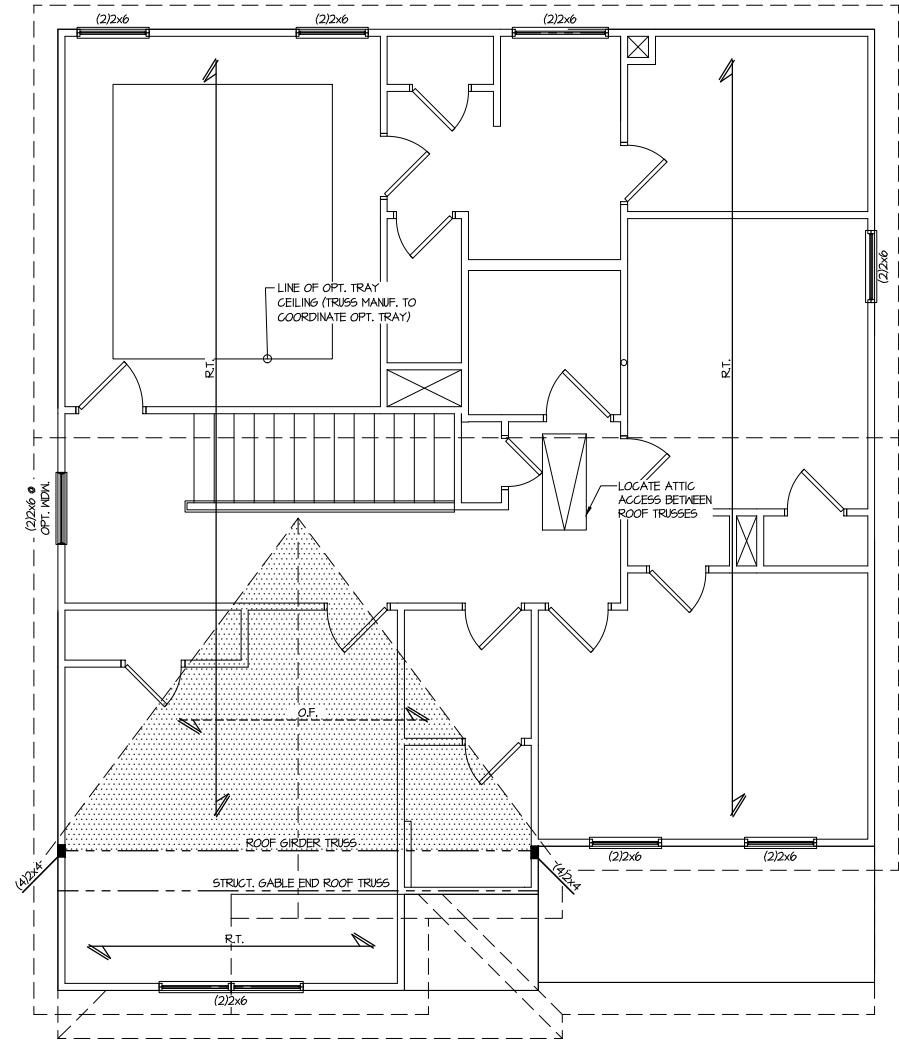 (2)2x6
(2)2x6
(2)2x6
(2)2x6
LINE OF OPT. TRAY
CEILING (TRUSS MANUF. TO
COORDINATE OPT. TRAY)
R.T.
R.T.
(2)2x6 @
OPT. WDW.
LOCATE ATTIC
ACCESS BETWEEN
ROOF TRUSSES
O.F.
ROOF GIRDER TRUSS
(2)2x6
(2)2x6
(4)2x4
(4)2x4
STRUCT. GABLE END ROOF TRUSS
R.T.
(2)2x6